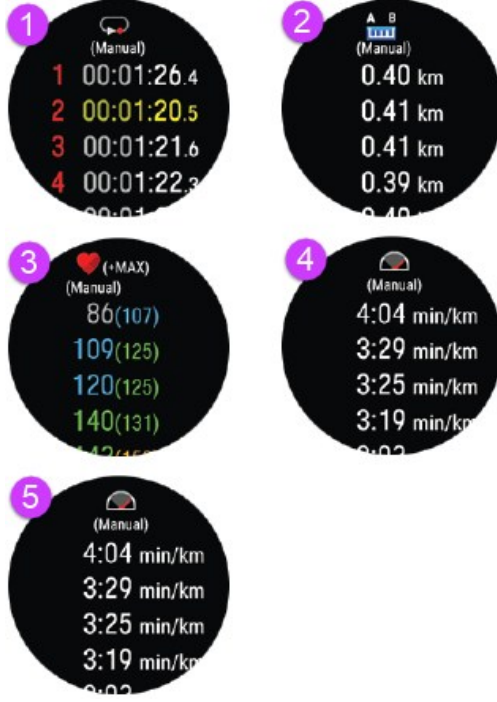 1
(Manual)
1 00:01:26.4
2 00:01:20.5
3 00:01:21.6
4 00:01:22.3
2
A B
(Manual)
0.40 km
0.41 km
0.41 km
0.39 km
3
(+MAX)
(Manual)
86(107)
109(125)
120(125)
140(131)
4
(Manual)
4:04 min/km
3:29 min/km
3:25 min/km
3:19 min/km
5
(Manual)
4:04 min/km
3:29 min/km
3:25 min/km
3:19 min/km